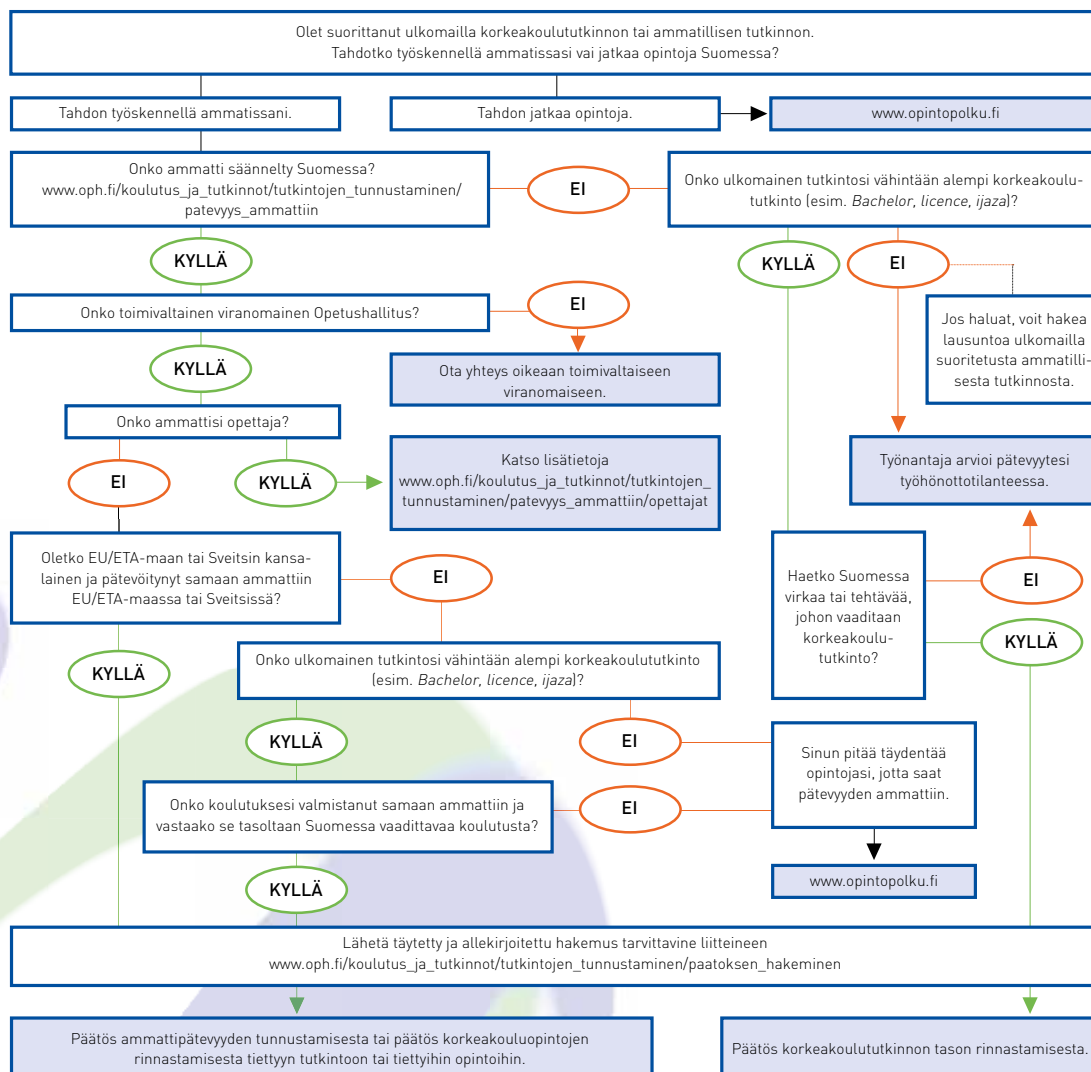 Olet suorittanut ulkomailla korkeakoulututkinnon tai ammatillisen tutkinnon.
Tahdotko työskennellä ammatissasi vai jatkaa opintoja Suomessa?
Tahdon työskennellä ammatissani.
Tahdon jatkaa opintoja.
www.opintopolku.fi
Onko ammatti säännelty Suomessa?
www.oph.fi/koulutus_ja_tutkinnot/tutkintojen_tunnustaminen/
patevyys_ammattiin
EI
Onko ulkomainen tutkintosi vähintään alempi korkeakoulu-
tutkinto (esim. Bachelor, licence, ijaza)?
KYLLÄ
KYLLÄ
EI
Onko toimivaltainen viranomainen Opetushallitus?
EI
Jos haluat, voit hakea
lausuntoa ulkomailla
suoritetusta ammatilli-
sesta tutkinnosta.
KYLLÄ
Ota yhteys oikeaan toimivaltaiseen
viranomaiseen.
Onko ammattisi opettaja?
EI
KYLLÄ
Katso lisätietoja
www.oph.fi/koulutus_ja_tutkinnot/tutkintojen_
tunnustaminen/patevyys_ammattiin/opettajat
Työnantaja arvioi pätevyytesi
työhönottotilanteessa.
Oletko EU/ETA-maan tai Sveitsin kansa-
lainen ja pätevöitynyt samaan ammattiin
EU/ETA-maassa tai Sveitsissä?
EI
Haetko Suomessa
virkaa tai tehtävää,
johon vaaditaan
korkeakoulu-
tutkinto?
EI
KYLLÄ
KYLLÄ
Onko ulkomainen tutkintosi vähintään alempi korkeakoulututkinto
(esim. Bachelor, licence, ijaza)?
KYLLÄ
EI
Sinun pitää täydentää
opintojasi, jotta saat
pätevyyden ammattiin.
Onko koulutuksesi valmistanut samaan ammattiin ja
vastaako se tasoltaan Suomessa vaadittavaa koulutusta?
EI
KYLLÄ
www.opintopolku.fi
Lähetä täytetty ja allekirjoitettu hakemus tarvittavine liitteineen
www.oph.fi/koulutus_ja_tutkinnot/tutkintojen_tunnustaminen/paatoksen_hakeminen
Päätös ammattipätevyyden tunnustamisesta tai päätös korkeakouluopintojen
rinnastamisesta tiettyyn tutkintoon tai tiettyihin opintoihin.
Päätös korkeakoulututkinnon tason rinnastamisesta.